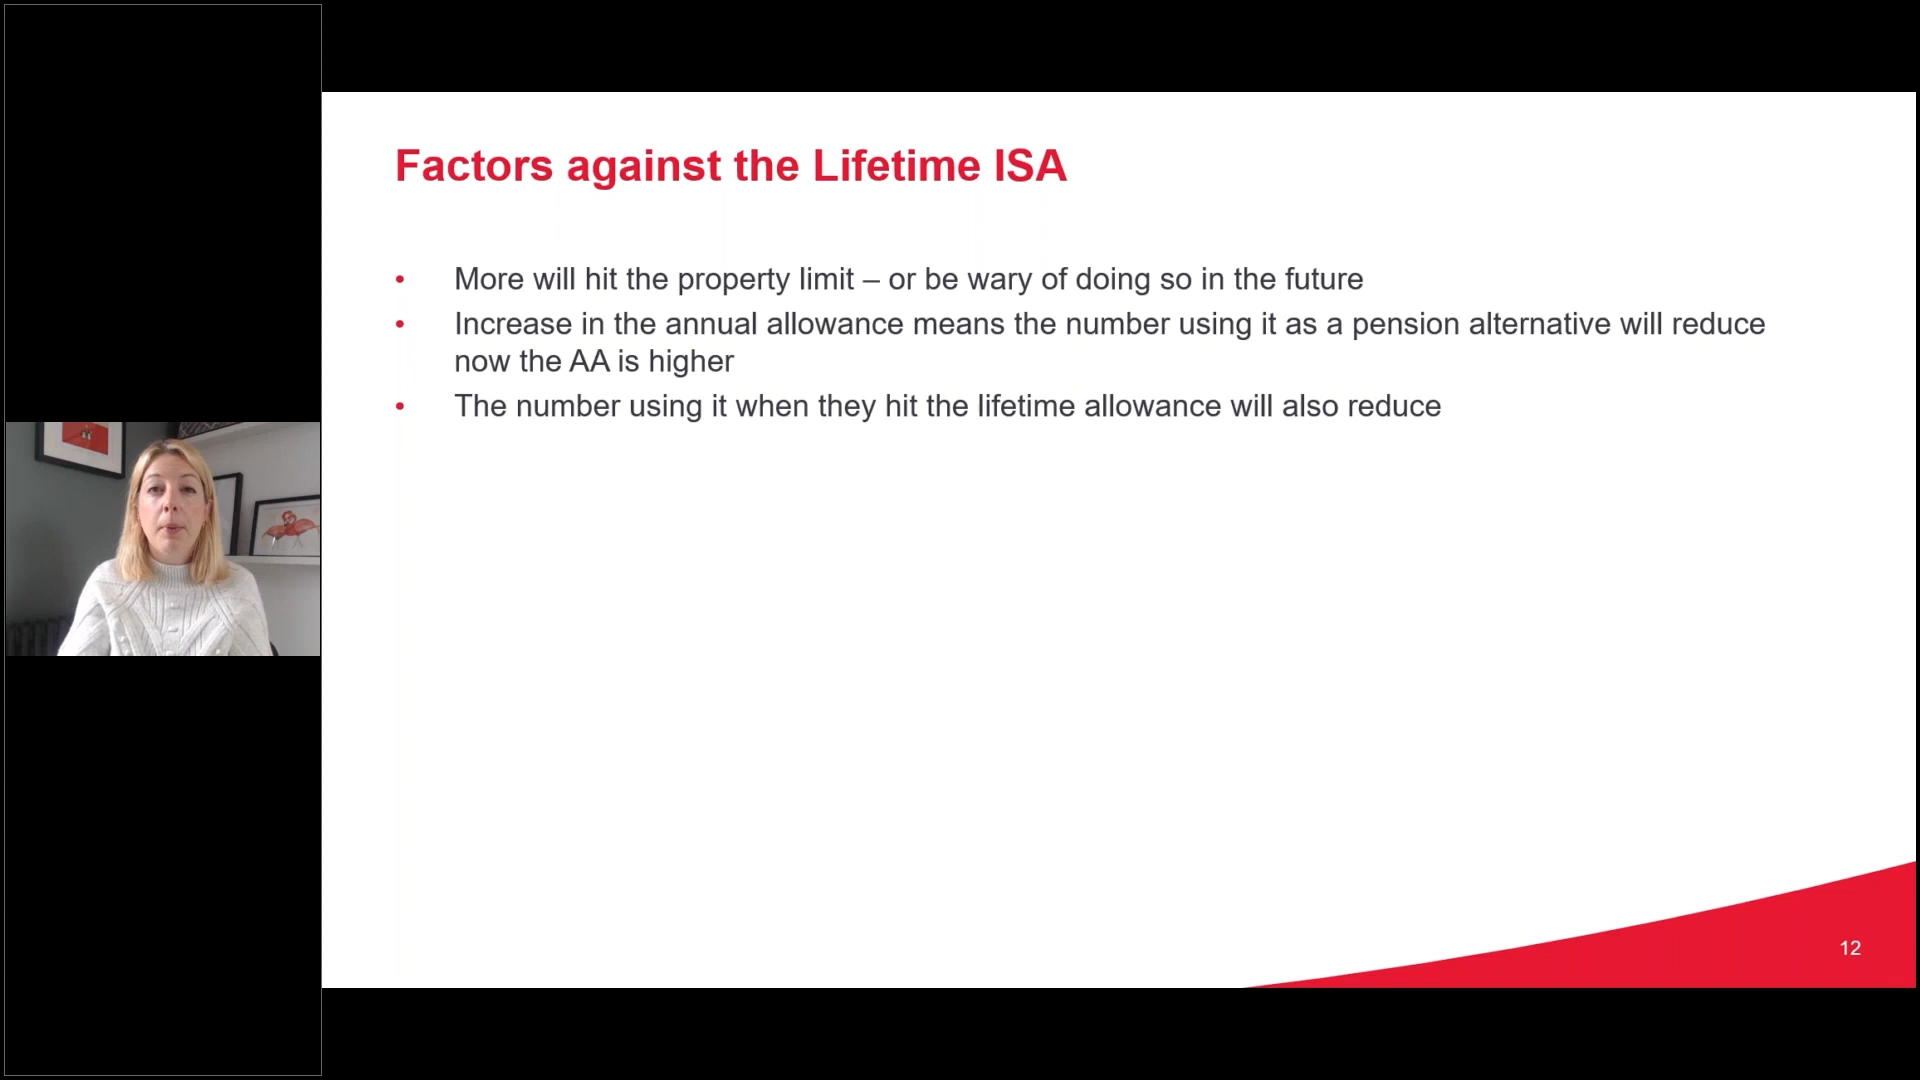 Factors against the Lifetime ISA
• More will hit the property limit – or be wary of doing so in the future
• Increase in the annual allowance means the number using it as a pension alternative will reduce
now the AA is higher
• The number using it when they hit the lifetime allowance will also reduce
12